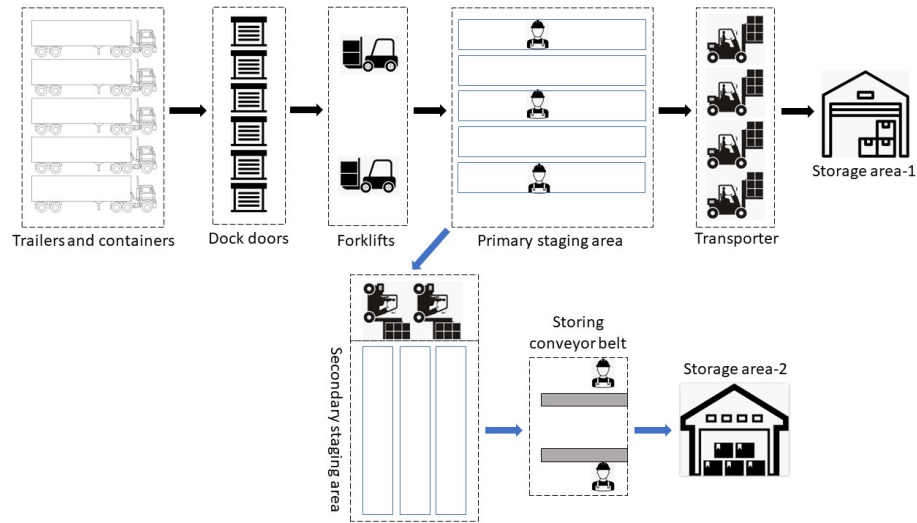 Trailers and containers
Dock doors
Forklifts
Primary staging area
Transporter
Storage area-1
Secondary staging area
Storing
conveyor belt
Storage area-2